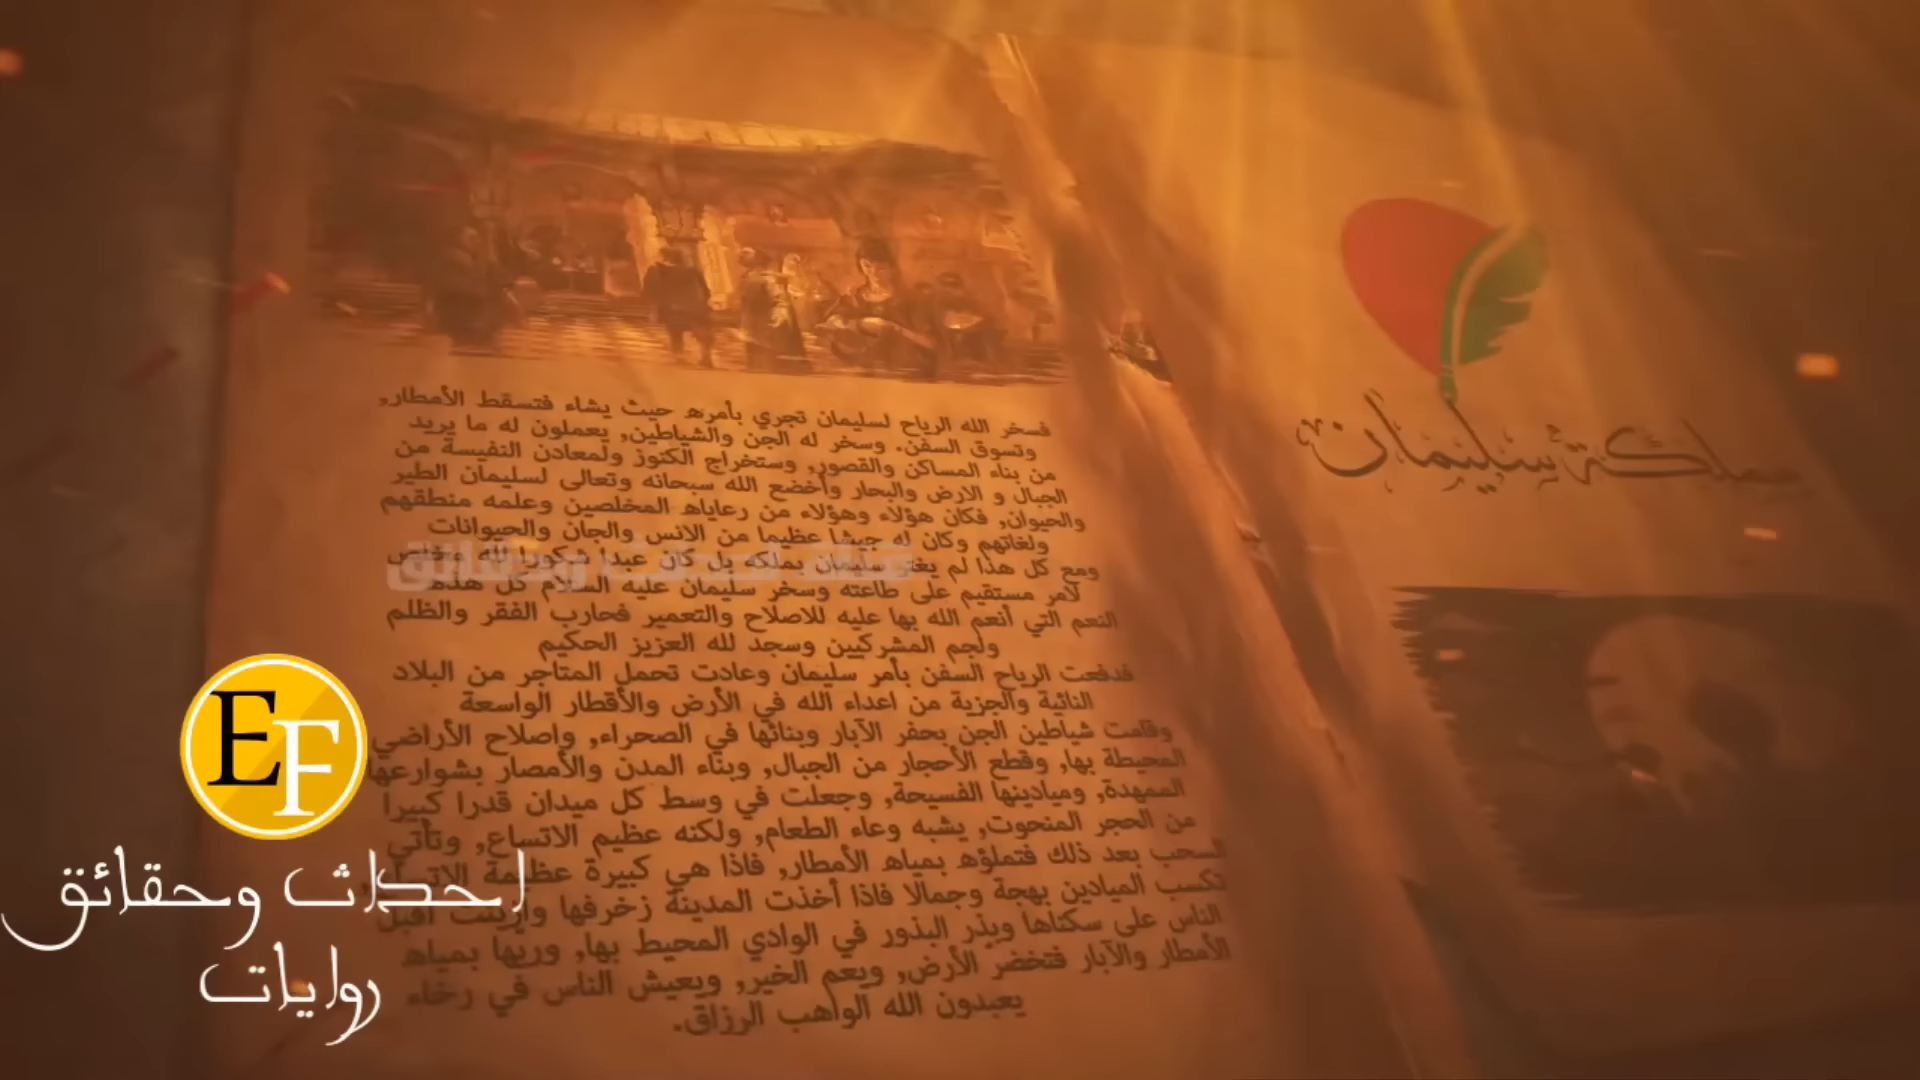 فسخر الله الرياح لسليمان تجري بأمره حيث يشاء فتسقط الأمطار,
وتسوق السفن. وسخر له الجن والشياطين, يعملون له ما يريد
من بناء المساكن والقصور, وستخراج الكنوز ولمعادن النفيسة من
الجبال و الارض والبحار وأخضع الله سبحانه وتعالى لسليمان الطير
والحيوان, فكان هؤلاء وهؤلاء من رعاياه المخلصين وعلمه منطقهم
ولغاتهم وكان له جيشا عظيما من الانس والجان والحيوانات
ومع كل هذا لم سليمان بملكه بل كان عبدا لله
لأمر مستقيم على طاعته وسخر سليمان عليه السلام كل هذه
النعم التي أنعم الله بها عليه للاصلاح والتعمير فحارب الفقر والظلم
ولجم المشركيين وسجد لله العزيز الحكيم
فدفعت الرياح السفن بأمر سليمان وعادت تحمل المتاجر من البلاد
النائية والجزية من اعداء الله في الأرض والأقطار الواسعة
وقامت شياطين الجن بحفر الآبار وبنائها في الصحراء, واصلاح الأراضي
المحيطة بها, وقطع الأحجار من الجبال, وبناء المدن والأمصار بشوارعها
الممهدة, وميادينها الفسيحة, وجعلت في وسط كل ميدان قدرا كبيرا
من الحجر المنحوت, يشبه وعاء الطعام, ولكنه عظيم الاتساع, وتأتي
السحب بعد ذلك فتملؤه بمياه الأمطار, فاذا هي كبيرة عظيمة الاتساع,
تكسب الميادين بهجة وجمالا فاذا أخذت المدينة زخرفها وازينت أقبل
الناس على سكناها وبذر البذور في الوادي المحيط بها, وريها بمياه
الأمطار والآبار فتخضر الأرض, ويعم الخير, ويعيش الناس في رخاء
يعبدون الله الواهب الرزاق.
مملكة سليمان
EF
احداث وحقائق
روايات